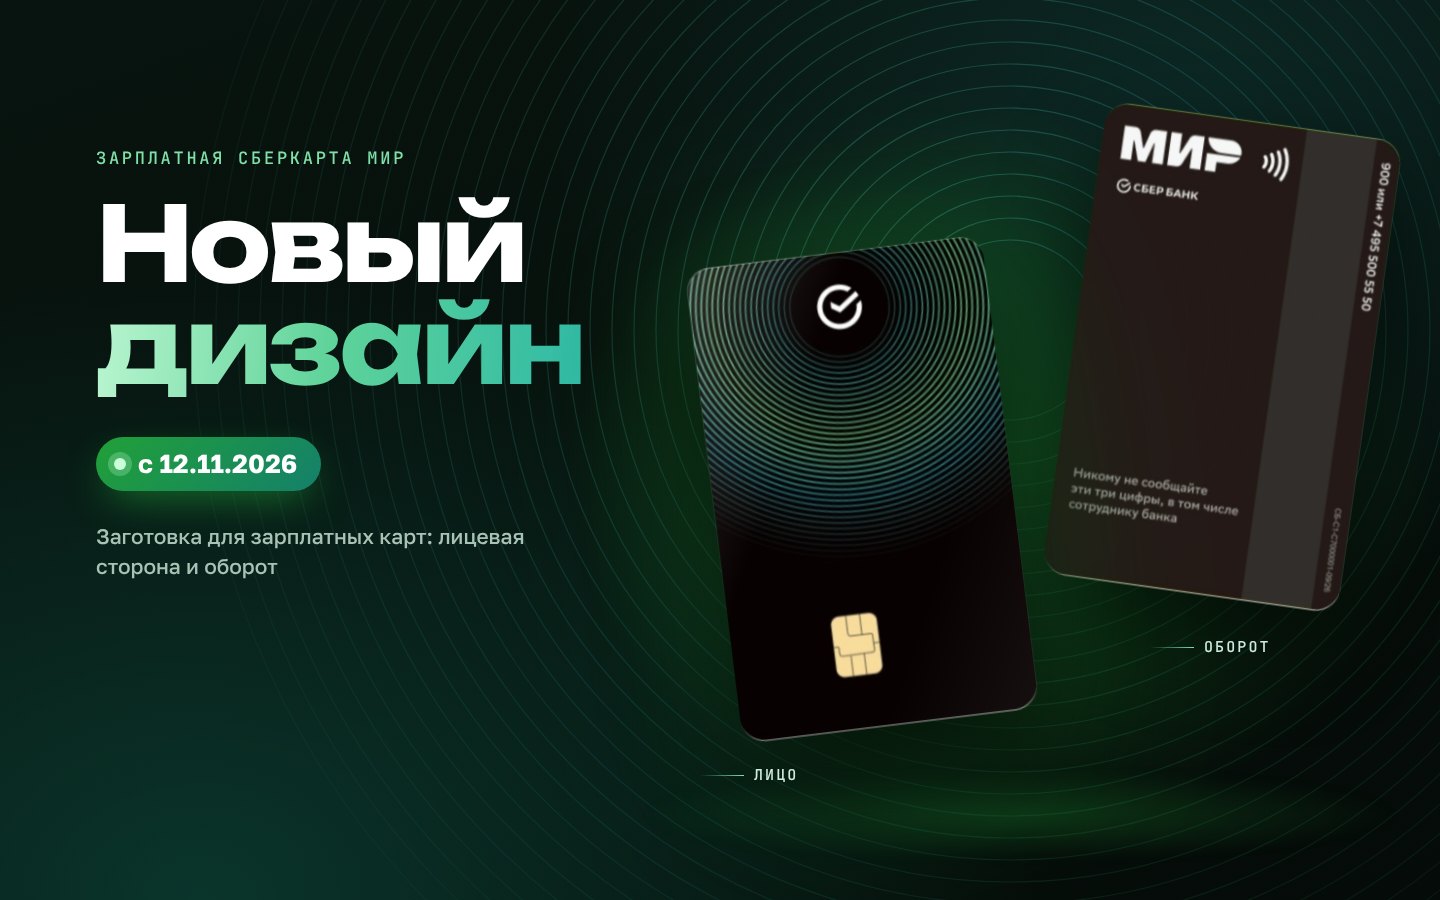 ЗАРПЛАТНАЯ СБЕРКАРТА МИР
Новый
дизайн
с 12.11.2026
Заготовка для зарплатных карт: лицевая
сторона и оборот
ЛИЦО
МИР
СБЕР БАНК
900 или +7 495 500 55 50
Никому не сообщайте
эти три цифры, в том числе
сотруднику банка
ОБОРОТ